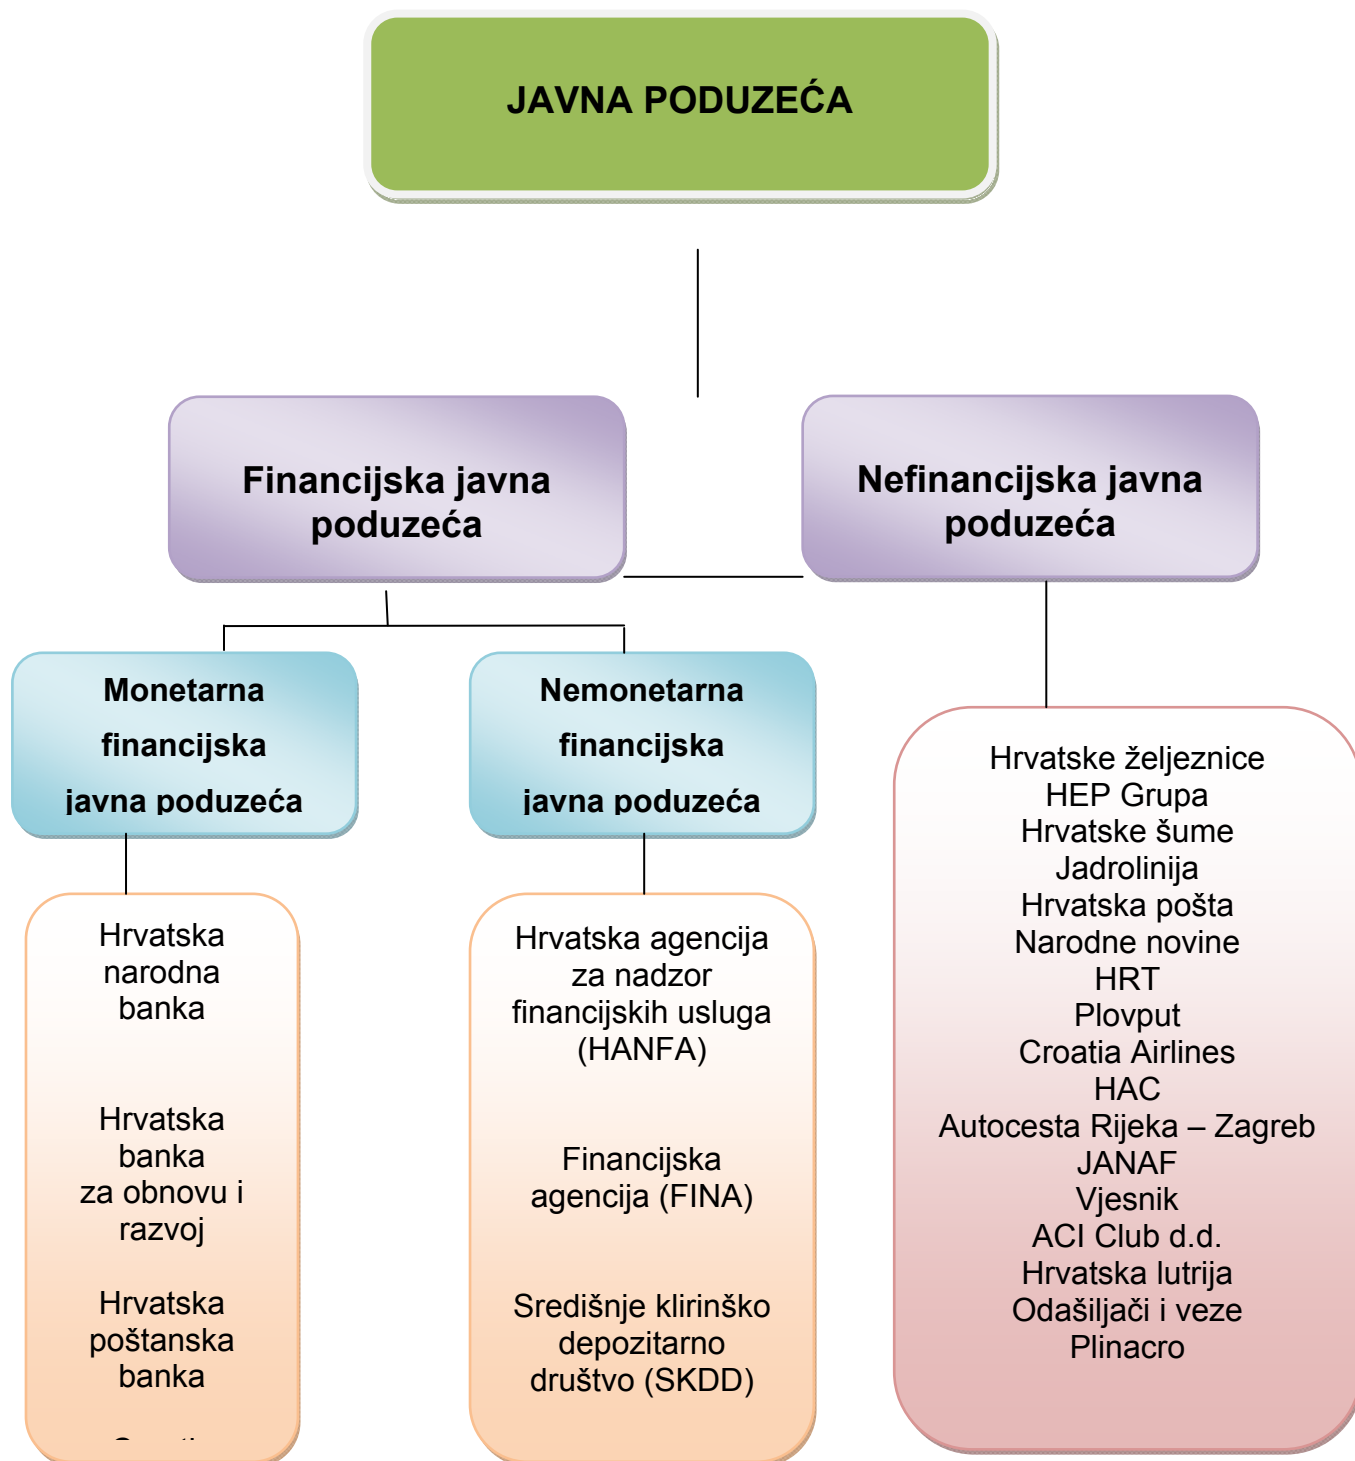 JAVNA PODUZEĆA
Financijska javna
poduzeća
Nefinancijska javna
poduzeća
Monetarna
financijska
javna poduzeća
Nemonetarna
financijska
javna poduzeća
Hrvatska
narodna
banka
Hrvatska
banka
za obnovu i
razvoj
Hrvatska
poštanska
banka
Hrvatska agencija
za nadzor
financijskih usluga
(HANFA)
Financijska
agencija (FINA)
Središnje klirinško
depozitarno
društvo (SKDD)
Hrvatske željeznice
HEP Grupa
Hrvatske šume
Jadrolinija
Hrvatska pošta
Narodne novine
HRT
Plovput
Croatia Airlines
HAC
Autocesta Rijeka – Zagreb
JANAF
Vjesnik
ACI Club d.d.
Hrvatska lutrija
Odašiljači i veze
Plinacro